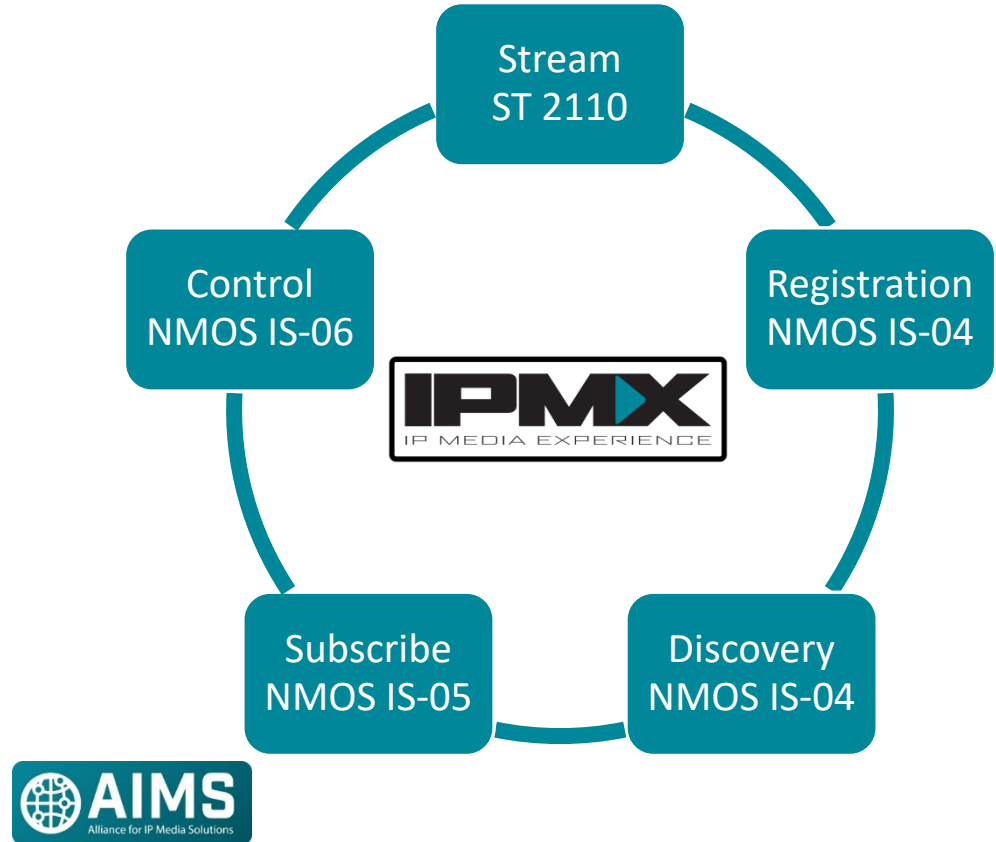 Stream
ST 2110
Control
NMOS IS-06
Registration
NMOS IS-04
IPMX
IP MEDIA EXPERIENCE
Subscribe
NMOS IS-05
Discovery
NMOS IS-04
AIMS
Alliance for IP Media Solutions